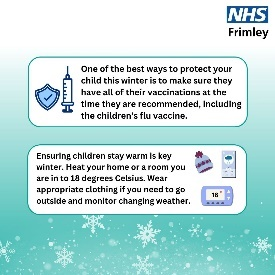 NHS
Frimley
One of the best ways to protect your
child this winter is to make sure they
have all of their vaccinations at the
time they are recommended, including
the children's flu vaccine.
Ensuring children stay warm is key
winter. Heat your home or a room you
are in to 18 degrees Celsius. Wear
appropriate clothing if you need to go
outside and monitor changing weather.
18